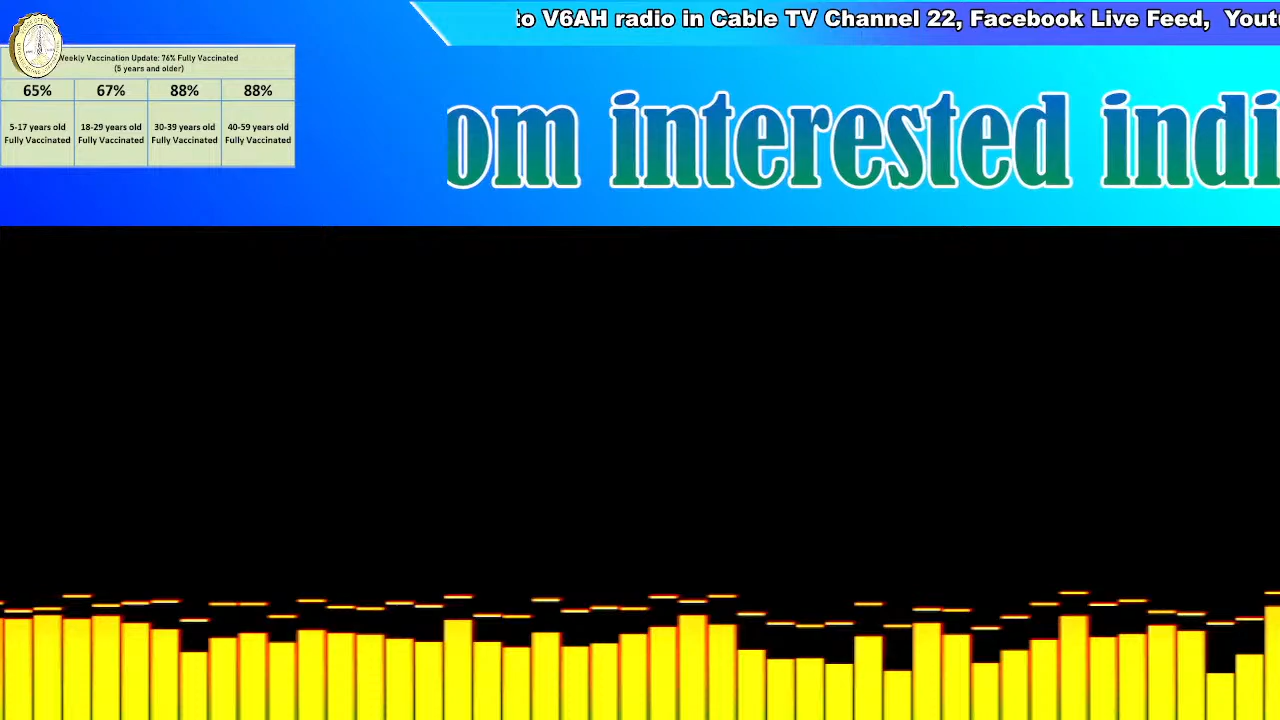 to V6AH radio in Cable TV Channel 22, Facebook Live Feed,
Weekly Vaccination Update: 76% Fully Vaccinated
(5 years and older)
65% 67% 88% 88%
5-17 years old 18-29 years old 30-39 years old 40-59 years old
Fully Vaccinated Fully Vaccinated Fully Vaccinated Fully Vaccinated
om interested indi